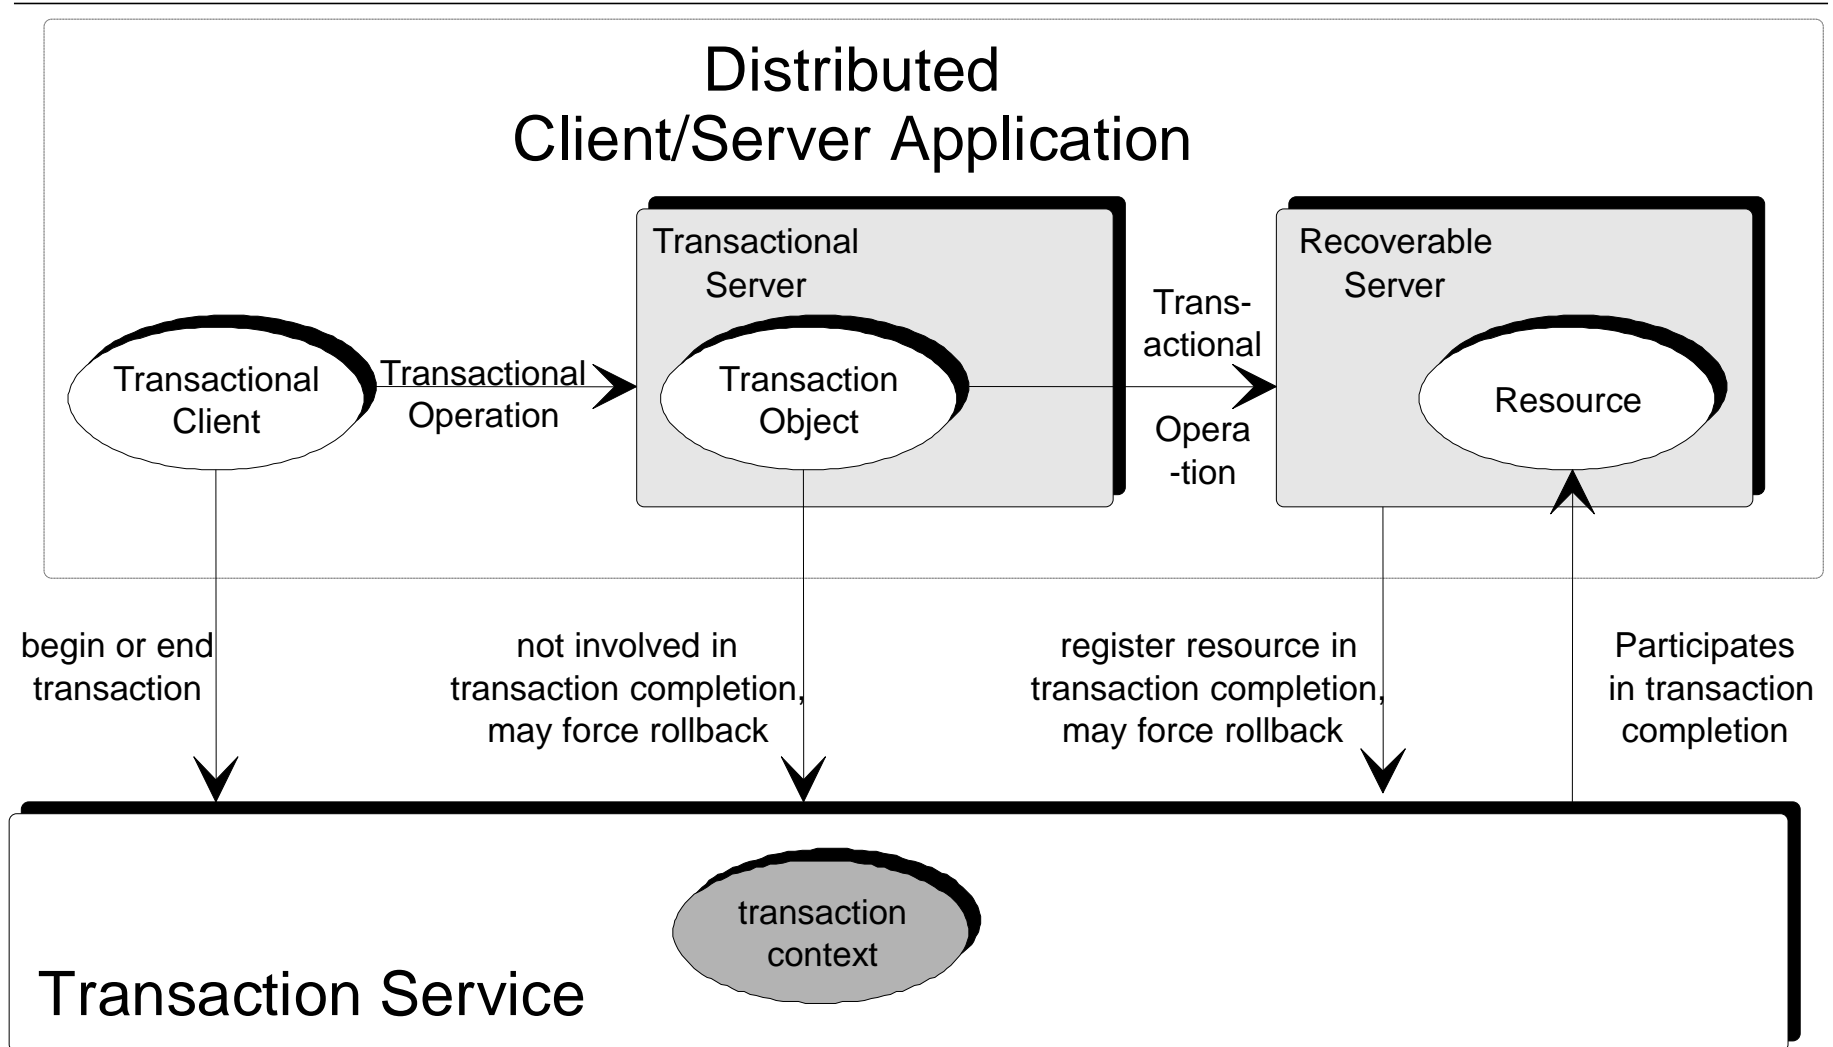 Distributed
Client/Server Application
Transactional
Server
Recoverable
Server
Transactional
Client
Transactional
Operation
Transaction
Object
Trans-
actional
Opera
-tion
Resource
begin or end
transaction
not involved in
transaction completion,
may force rollback
register resource in
transaction completion,
may force rollback
Participates
in transaction
completion
transaction
context
Transaction Service